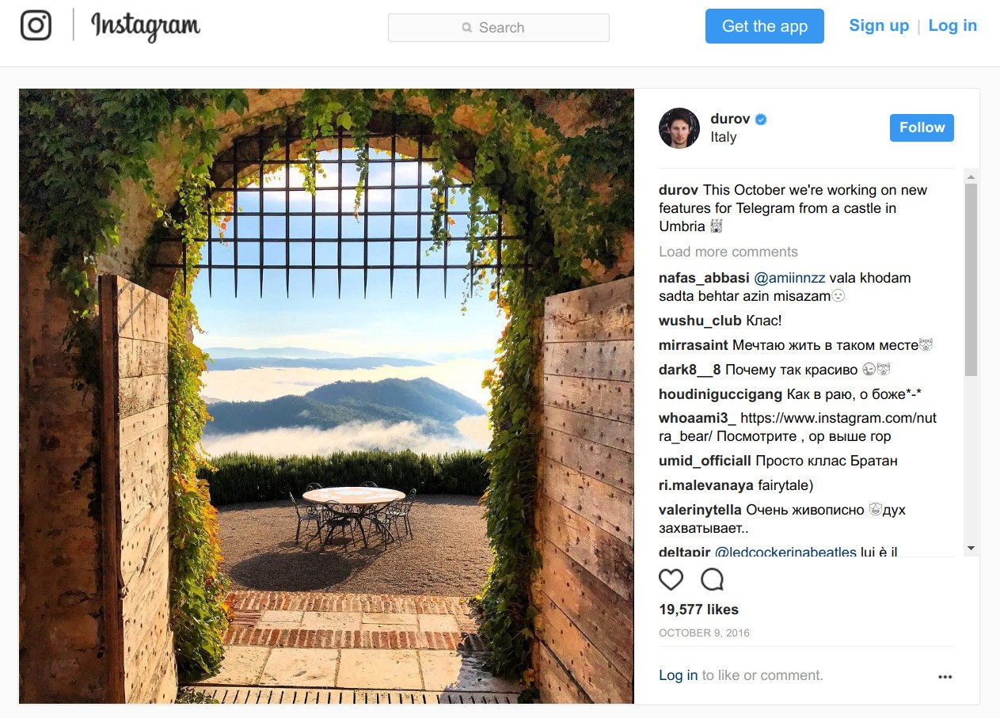 Instagram
Search
Get the app
Sign up | Log in
durov
Italy
Follow
durov This October we're working on new
features for Telegram from a castle in
Umbria
Load more comments
nafas_abbasi @amiinnzz vala khodam
sadta behtar azin misazam
wushu_club Клас!
mirrasaint Мечтаю жить в таком месте
dark8__8 Почему так красиво
houdiniguccigang Как в раю, о боже*-*
whoaami3_ https://www.instagram.com/nut
ra_bear/ Посмотрите , ор выше гор
umid_officiall Просто кллас Братан
ri.malevanaya fairytale)
valerinytella Очень живописно дух
захватывает..
deltapir @ledcockerinabeatles lui è il
19,577 likes
OCTOBER 9, 2016
Log in to like or comment.